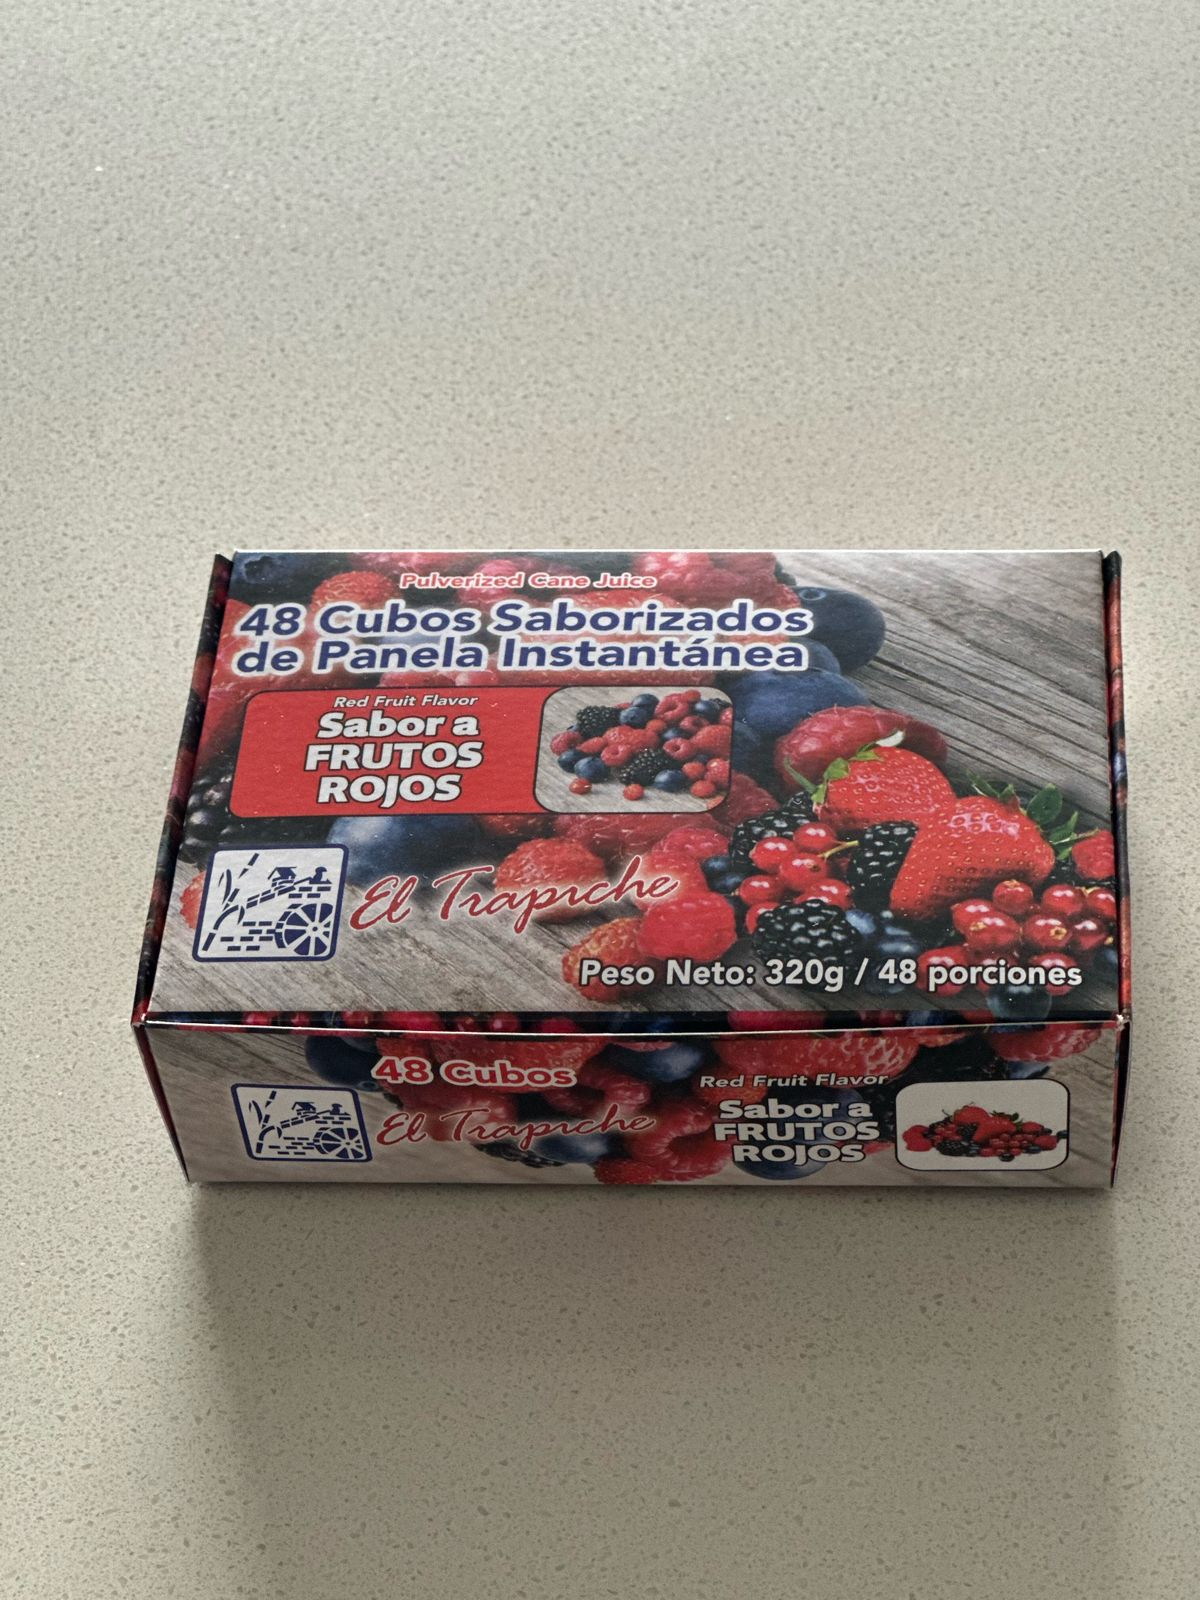 Pulverized Cane Juice
48 Cubos Saborizados
de Panela Instantánea
Red Fruit Flavor
Sabor a
FRUTOS
ROJOS
El Trapiche
Peso Neto: 320g / 48 porciones
48 Cubos
El Trapiche
Red Fruit Flavor
Sabor a
FRUTOS
ROJOS